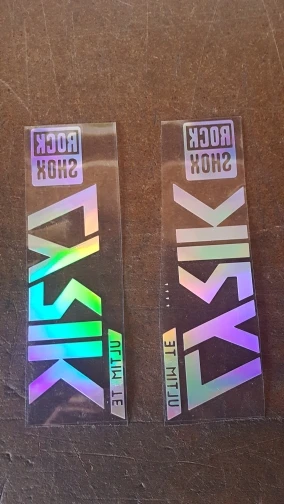 ROCK
SHOX
LYRIK
ULTIMATE
ROCK
SHOX
LYRIK
ULTIMATE